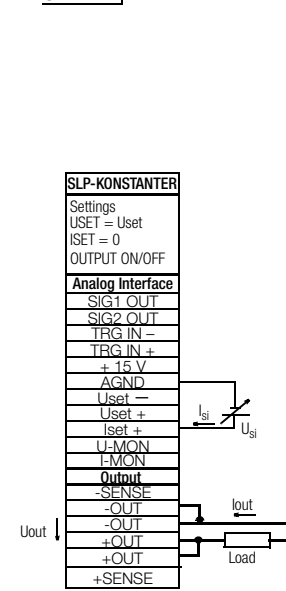 SLP-KONSTANTER
Settings
USET = Uset
ISET = 0
OUTPUT ON/OFF
Analog Interface
SIG1 OUT
SIG2 OUT
TRG IN –
TRG IN +
+ 15 V
AGND
Uset –
Uset +
Iset +
U-MON
I-MON
Output
-SENSE
-OUT
-OUT
+OUT
+OUT
+SENSE
Isi
Usi
Iout
Load
Uout